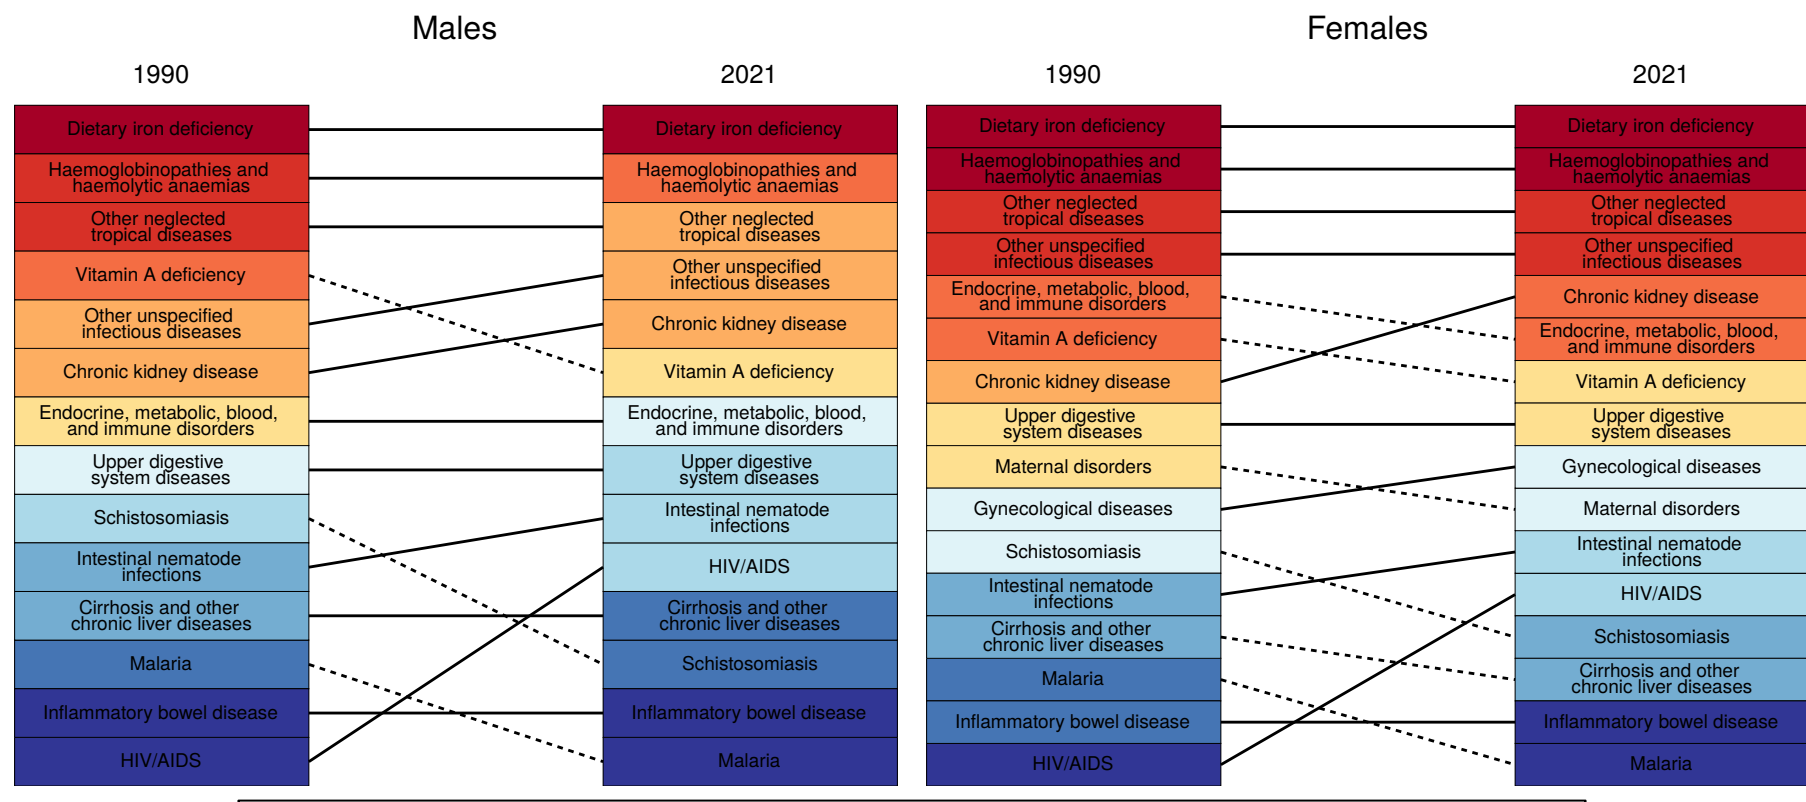 Males
1990
2021
Dietary iron deficiency
Haemoglobinopathies and
haemolytic anaemias
Other neglected
tropical diseases
Vitamin A deficiency
Other unspecified
infectious diseases
Chronic kidney disease
Endocrine, metabolic, blood,
and immune disorders
Upper digestive
system diseases
Schistosomiasis
Intestinal nematode
infections
Cirrhosis and other
chronic liver diseases
Malaria
Inflammatory bowel disease
HIV/AIDS
Dietary iron deficiency
Haemoglobinopathies and
haemolytic anaemias
Other neglected
tropical diseases
Other unspecified
infectious diseases
Chronic kidney disease
Vitamin A deficiency
Endocrine, metabolic, blood,
and immune disorders
Upper digestive
system diseases
Intestinal nematode
infections
HIV/AIDS
Cirrhosis and other
chronic liver diseases
Schistosomiasis
Inflammatory bowel disease
Malaria
Females
1990
2021
Dietary iron deficiency
Haemoglobinopathies and
haemolytic anaemias
Other neglected
tropical diseases
Other unspecified
infectious diseases
Endocrine, metabolic, blood,
and immune disorders
Vitamin A deficiency
Chronic kidney disease
Upper digestive
system diseases
Maternal disorders
Gynecological diseases
Schistosomiasis
Intestinal nematode
infections
Cirrhosis and other
chronic liver diseases
Malaria
Inflammatory bowel disease
HIV/AIDS
Dietary iron deficiency
Haemoglobinopathies and
haemolytic anaemias
Other neglected
tropical diseases
Other unspecified
infectious diseases
Chronic kidney disease
Endocrine, metabolic, blood,
and immune disorders
Vitamin A deficiency
Upper digestive
system diseases
Gynecological diseases
Maternal disorders
Intestinal nematode
infections
HIV/AIDS
Schistosomiasis
Cirrhosis and other
chronic liver diseases
Inflammatory bowel disease
Malaria